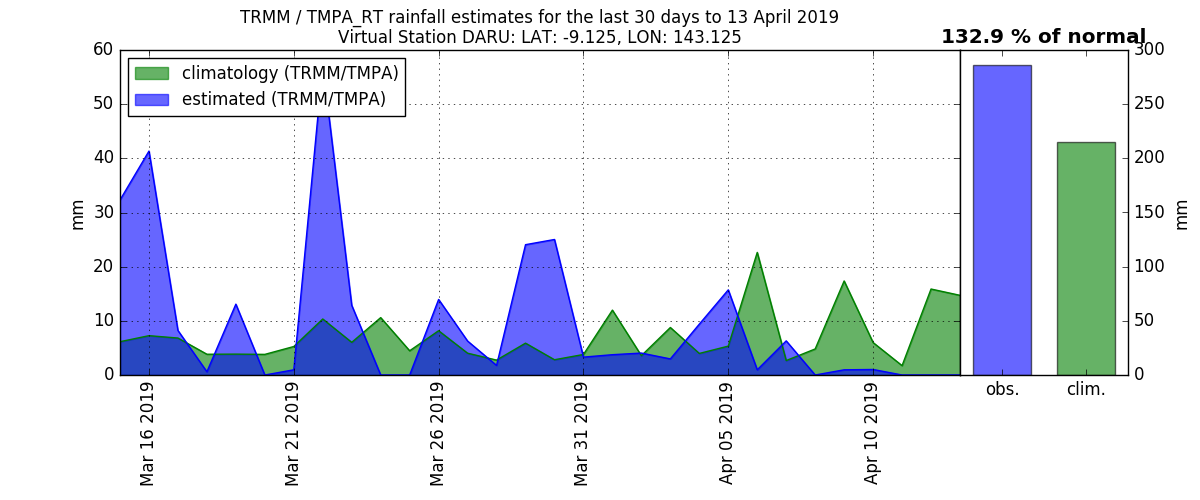 TRMM / TMPA_RT rainfall estimates for the last 30 days to 13 April 2019
Virtual Station DARU: LAT: -9.125, LON: 143.125
132.9 % of normal
climatology (TRMM/TMPA)
estimated (TRMM/TMPA)
60
50
40
30
20
10
0
mm
Mar 16 2019
Mar 21 2019
Mar 26 2019
Mar 31 2019
Apr 05 2019
Apr 10 2019
obs.
clim.
300
250
200
150
100
50
0
mm